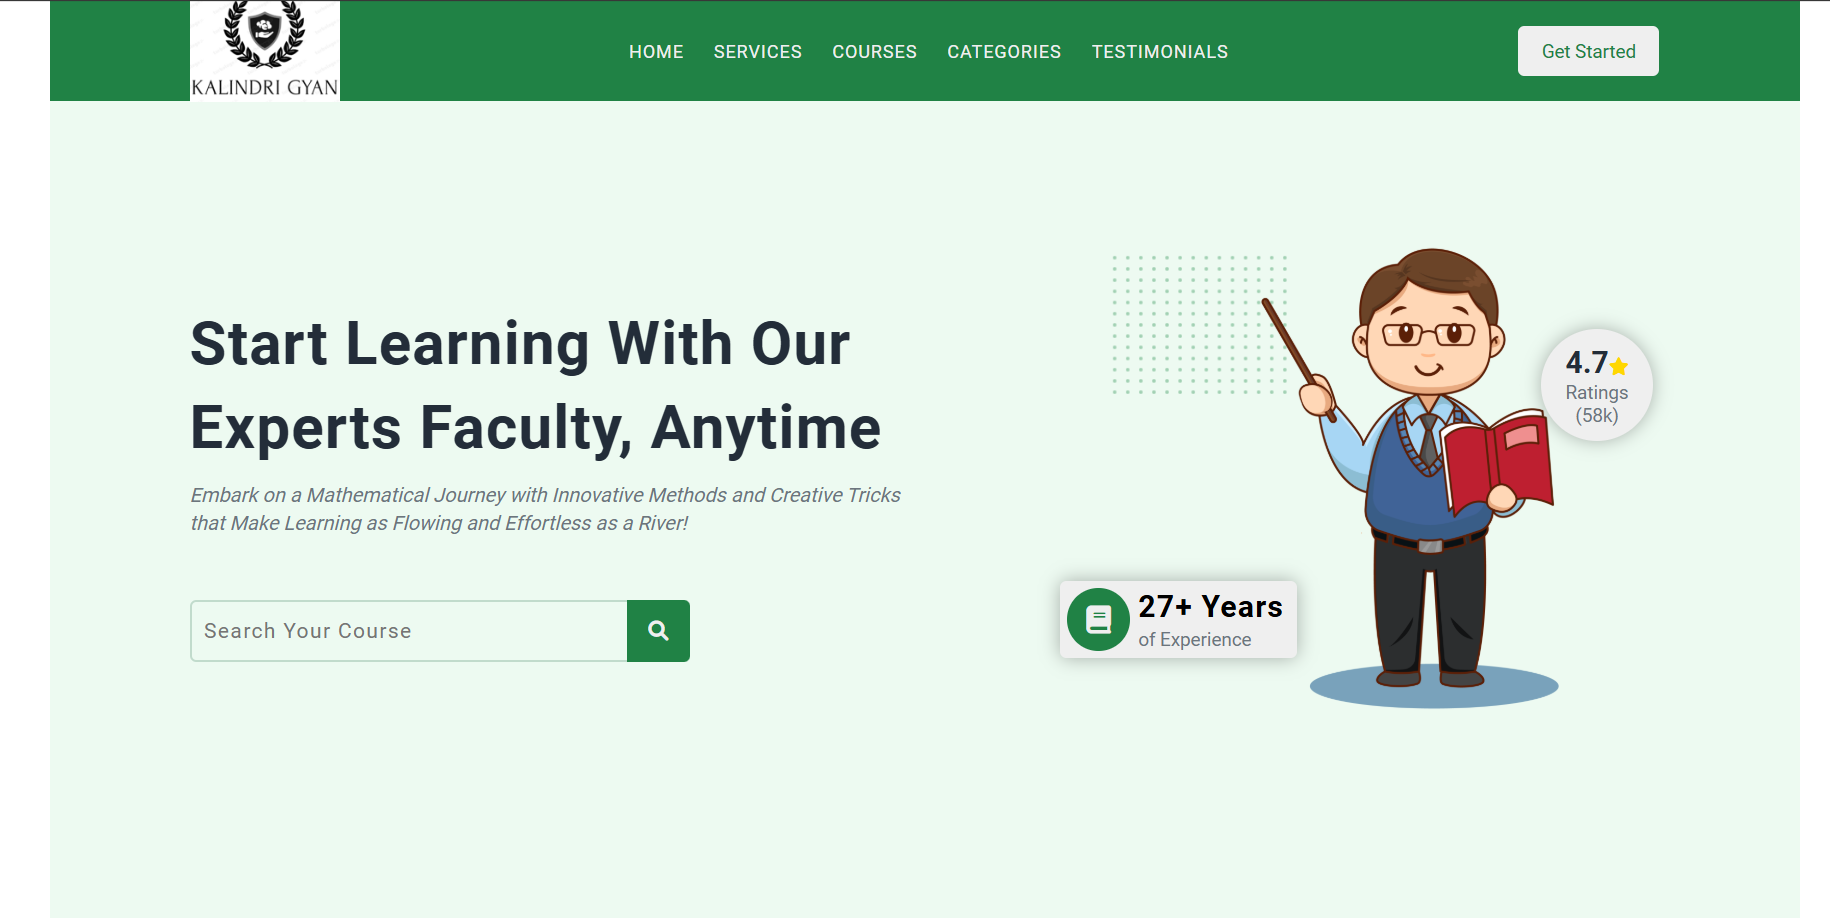 KALINDRI GYAN
HOME
SERVICES
COURSES
CATEGORIES
TESTIMONIALS
Get Started
Start Learning With Our
Experts Faculty, Anytime
Embark on a Mathematical Journey with Innovative Methods and Creative Tricks
that Make Learning as Flowing and Effortless as a River!
Search Your Course
4.7
Ratings
(58k)
27+ Years
of Experience